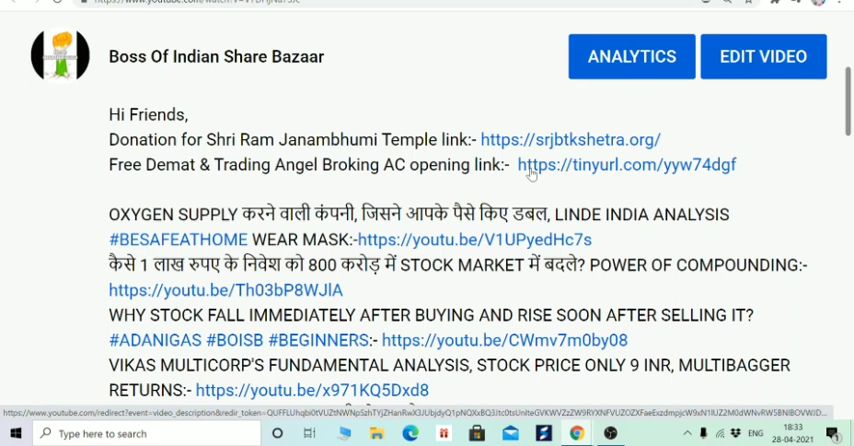 Boss Of Indian Share Bazaar
ANALYTICS
EDIT VIDEO
Hi Friends,
Donation for Shri Ram Janambhumi Temple link:- https://srjbtkshetra.org/
Free Demat & Trading Angel Broking AC opening link:- https://tinyurl.com/yyw74dgf
OXYGEN SUPPLY करने वाली कंपनी, जिसने आपके पैसे किए डबल, LINDE INDIA ANALYSIS
#BESAFEATHOME WEAR MASK:-https://youtu.be/V1UPyedHc7s
कैसे 1 लाख रुपए के निवेश को 800 करोड़ में STOCK MARKET में बदले? POWER OF COMPOUNDING:-
https://youtu.be/Th03bP8WJlA
WHY STOCK FALL IMMEDIATELY AFTER BUYING AND RISE SOON AFTER SELLING IT?
#ADANIGAS #BOISB #BEGINNERS:- https://youtu.be/CWmv7m0by08
VIKAS MULTICORP'S FUNDAMENTAL ANALYSIS, STOCK PRICE ONLY 9 INR, MULTIBAGGER
RETURNS:- https://youtu.be/x971KQ5Dxd8
Type here to search
ENG
18:33
28-04-2021